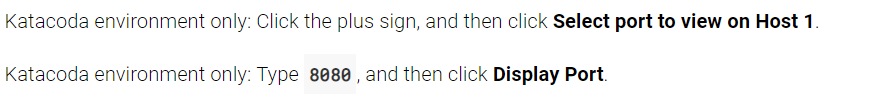 Katacoda environment only: Click the plus sign, and then click Select port to view on Host 1.
Katacoda environment only: Type 8080 , and then click Display Port.